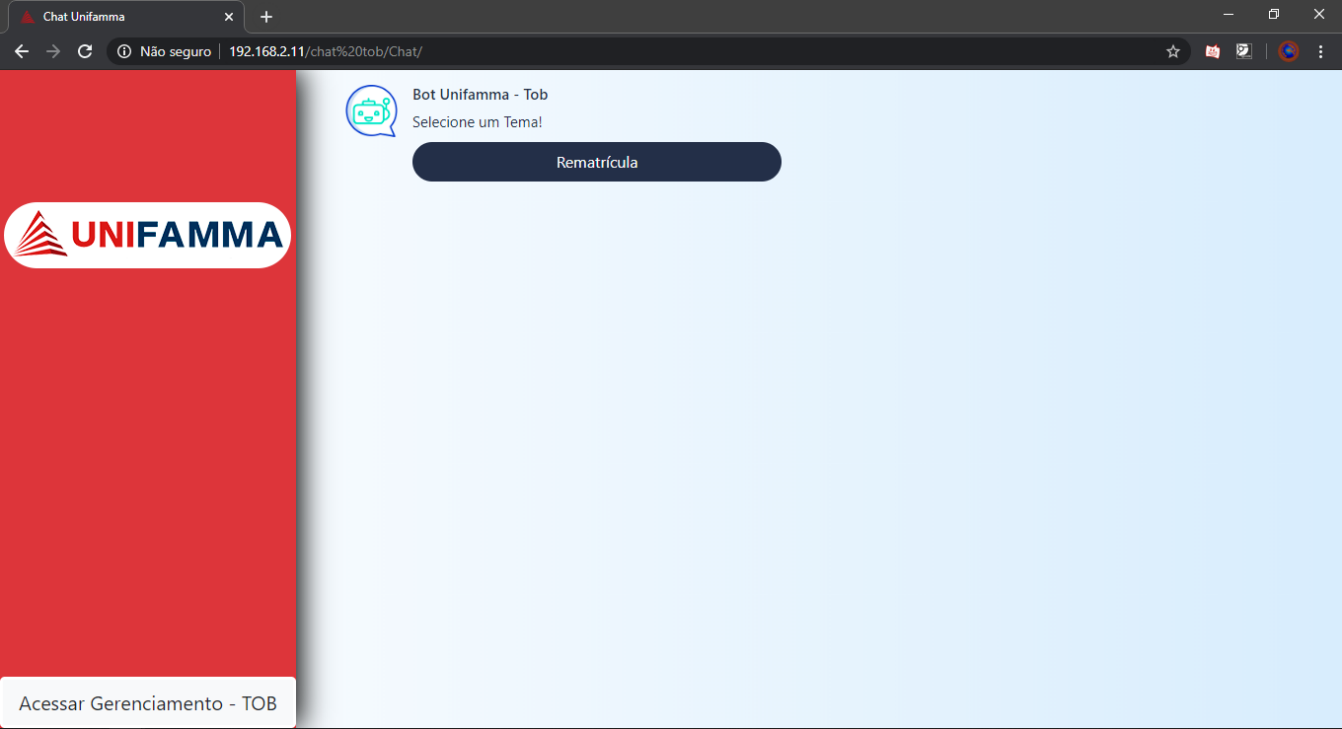 Chat Unifamma
Não seguro
192.168.2.11/chat%20tob/Chat/
UNIFAMMA
Bot Unifamma - Tob
Selecione um Tema!
Rematrícula
Acessar Gerenciamento - TOB